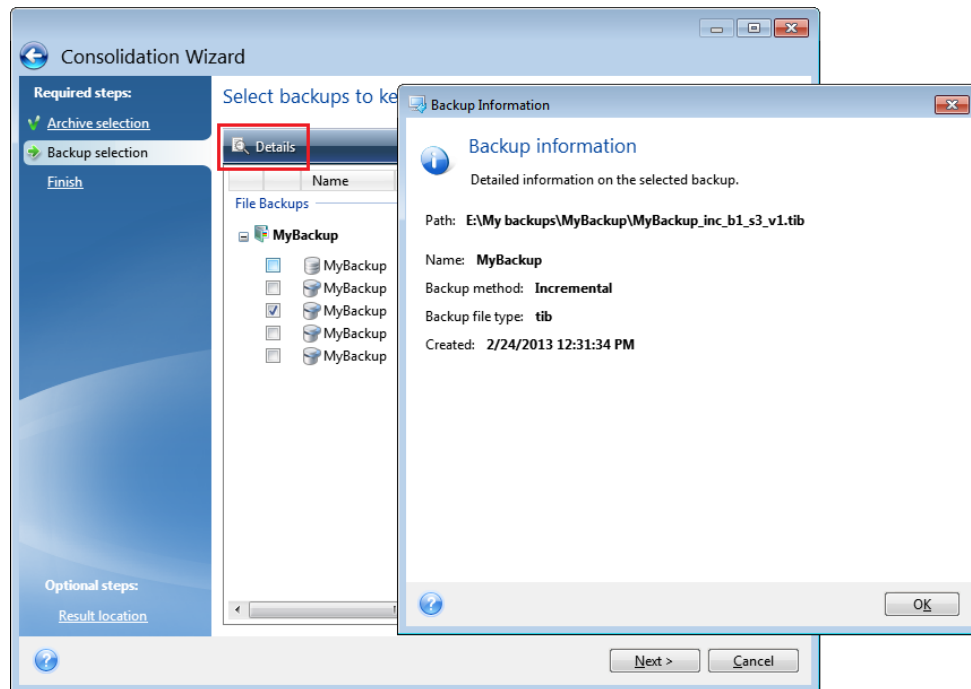 Consolidation Wizard
Required steps:
Archive selection
Backup selection
Finish
Optional steps:
Result location
Select backups to ke
Details
Name
File Backups
MyBackup
MyBackup
MyBackup
MyBackup
MyBackup
MyBackup
Next >
Cancel
Backup Information
Backup information
Detailed information on the selected backup.
Path: E:\My backups\MyBackup\MyBackup_inc_b1_s3_v1.tib
Name: MyBackup
Backup method: Incremental
Backup file type: tib
Created: 2/24/2013 12:31:34 PM
OK